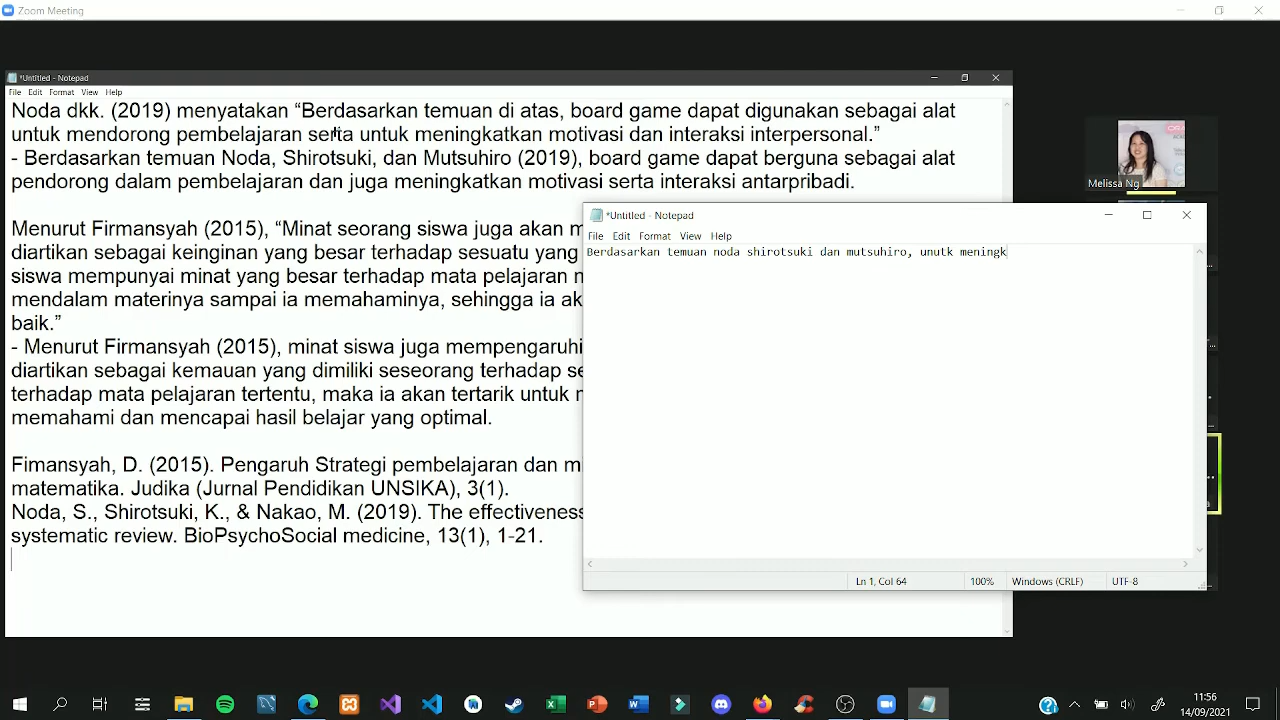 Zoom Meeting
*Untitled - Notepad
File Edit Format View Help
Noda dkk. (2019) menyatakan “Berdasarkan temuan di atas, board game dapat digunakan sebagai alat
untuk mendorong pembelajaran serta untuk meningkatkan motivasi dan interaksi interpersonal.”
- Berdasarkan temuan Noda, Shirotsuki, dan Mutsuhiro (2019), board game dapat berguna sebagai alat
pendorong dalam pembelajaran dan juga meningkatkan motivasi serta interaksi antarpribadi.
Menurut Firmansyah (2015), “Minat seorang siswa juga akan m
diartikan sebagai keinginan yang besar terhadap sesuatu yang
siswa mempunyai minat yang besar terhadap mata pelajaran
mendalam materinya sampai ia memahaminya, sehingga ia ak
baik.”
- Menurut Firmansyah (2015), minat siswa juga mempengaruhi
diartikan sebagai kemauan yang dimiliki seseorang terhadap se
terhadap mata pelajaran tertentu, maka ia akan tertarik untuk
memahami dan mencapai hasil belajar yang optimal.
Fimansyah, D. (2015). Pengaruh Strategi pembelajaran dan m
matematika. Judika (Jurnal Pendidikan UNSIKA), 3(1).
Noda, S., Shirotsuki, K., & Nakao, M. (2019). The effectiveness
systematic review. BioPsychoSocial medicine, 13(1), 1-21.
*Untitled - Notepad
File Edit Format View Help
Berdasarkan temuan noda shirotsuki dan mutsuhiro, unutk meningk
Ln 1, Col 64 100% Windows (CRLF) UTF-8
Melissa Ng
11:56
14/09/2021